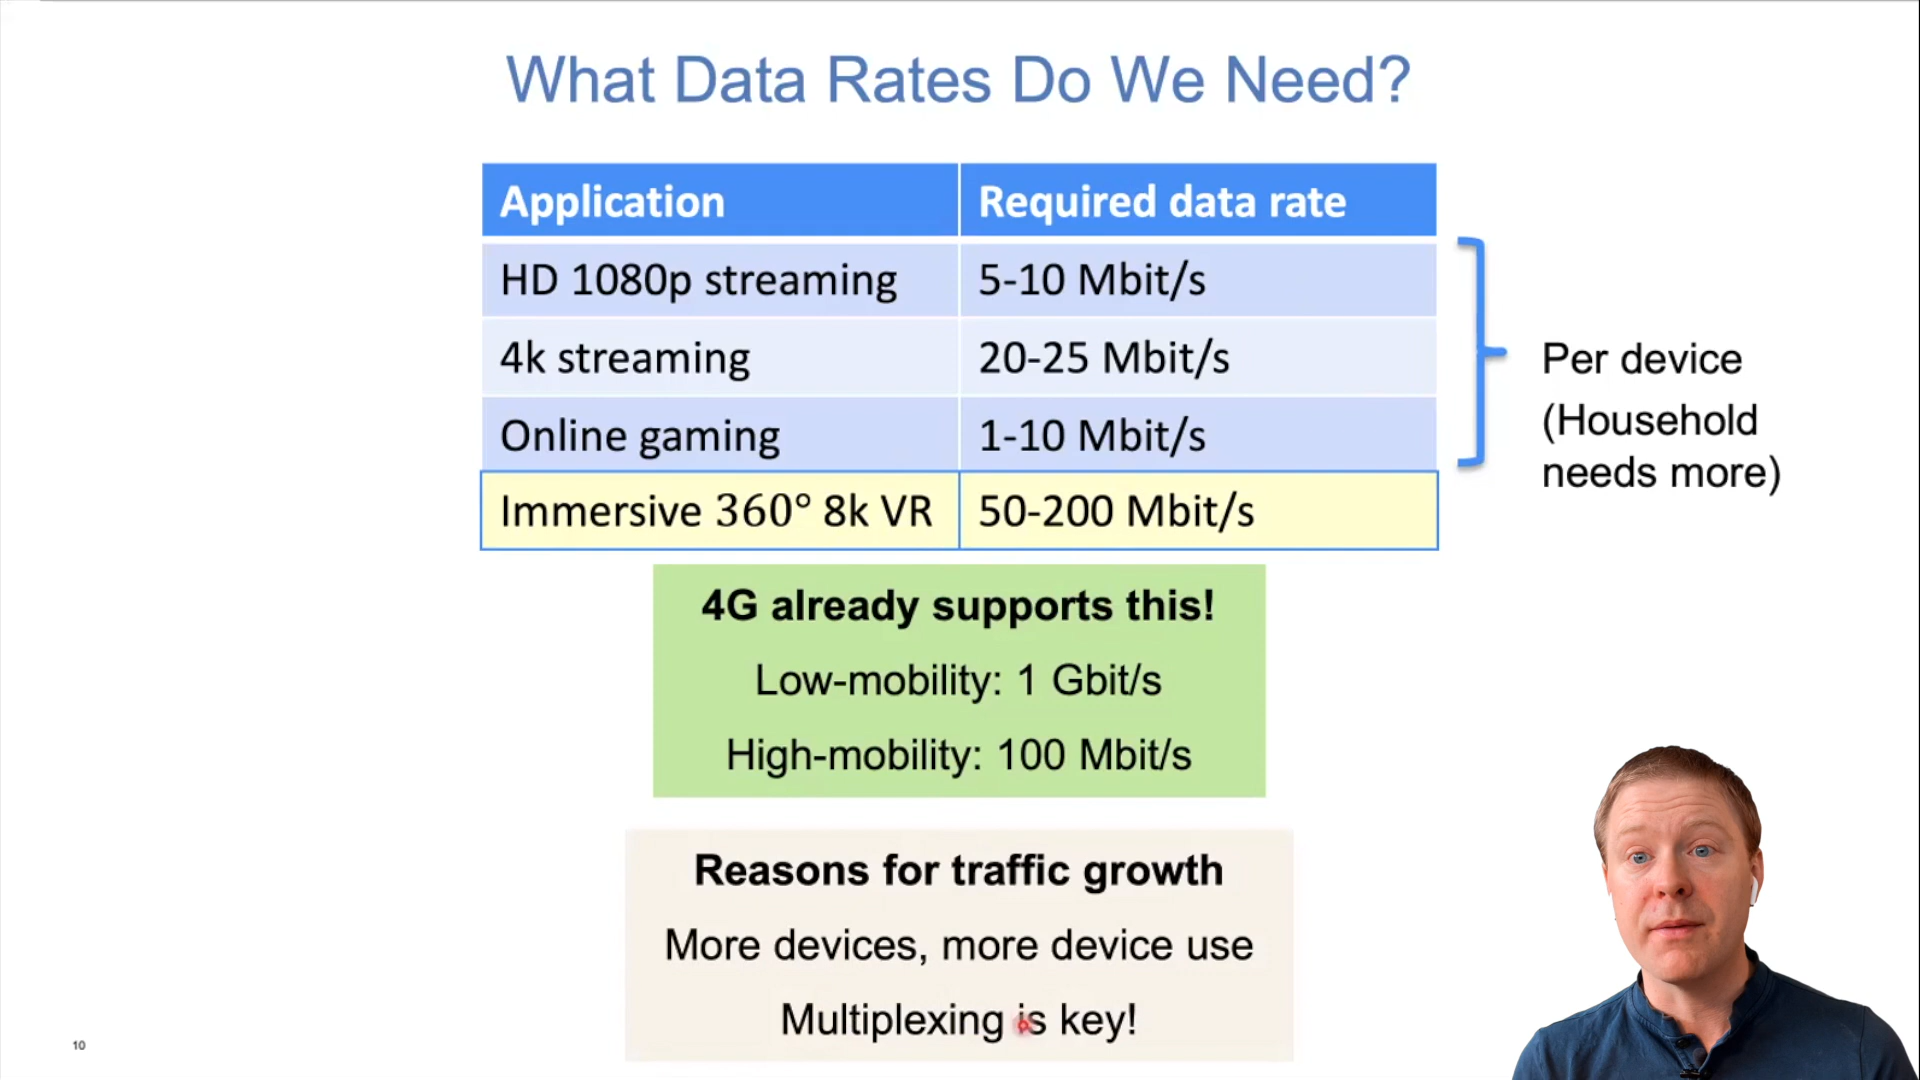 What Data Rates Do We Need?
Application Required data rate
HD 1080p streaming 5-10 Mbit/s
4k streaming 20-25 Mbit/s
Online gaming 1-10 Mbit/s
Immersive 360° 8k VR 50-200 Mbit/s
Per device
(Household
needs more)
4G already supports this!
Low-mobility: 1 Gbit/s
High-mobility: 100 Mbit/s
Reasons for traffic growth
More devices, more device use
Multiplexing is key!
10